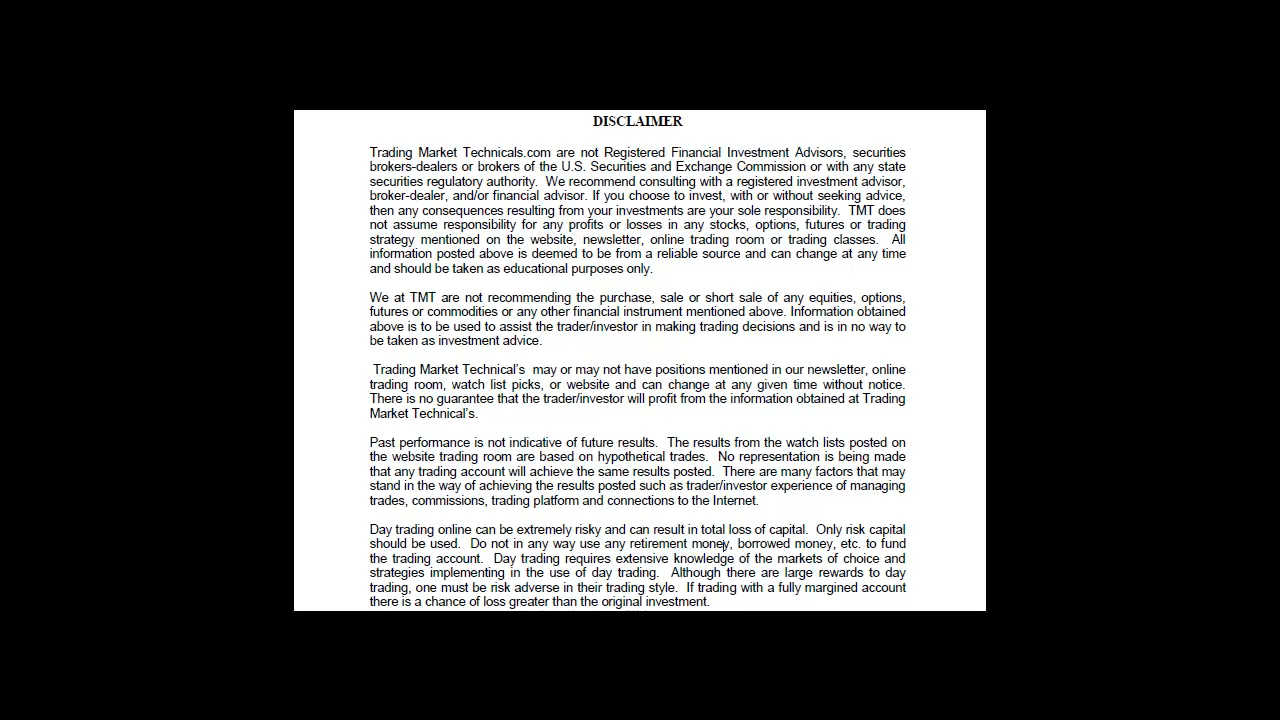 DISCLAIMER
Trading Market Technicals.com are not Registered Financial Investment Advisors, securities
brokers-dealers or brokers of the U.S. Securities and Exchange Commission or with any state
securities regulatory authority.  We recommend consulting with a registered investment advisor,
broker-dealer, and/or financial advisor. If you choose to invest, with or without seeking advice,
then any consequences resulting from your investments are your sole responsibility.  TMT does
not assume responsibility for any profits or losses in any stocks, options, futures or trading
strategy mentioned on the website, newsletter, online trading room or trading classes.  All
information posted above is deemed to be from a reliable source and can change at any time
and should be taken as educational purposes only.
We at TMT are not recommending the purchase, sale or short sale of any equities, options,
futures or commodities or any other financial instrument mentioned above. Information obtained
above is to be used to assist the trader/investor in making trading decisions and is in no way to
be taken as investment advice.
Trading Market Technical's  may or may not have positions mentioned in our newsletter, online
trading room, watch list picks, or website and can change at any given time without notice.
There is no guarantee that the trader/investor will profit from the information obtained at Trading
Market Technical's.
Past performance is not indicative of future results.  The results from the watch lists posted on
the website trading room are based on hypothetical trades.  No representation is being made
that any trading account will achieve the same results posted.  There are many factors that may
stand in the way of achieving the results posted such as trader/investor experience of managing
trades, commissions, trading platform and connections to the Internet.
Day trading online can be extremely risky and can result in total loss of capital.  Only risk capital
should be used.  Do not in any way use any retirement money, borrowed money, etc. to fund
the trading account.  Day trading requires extensive knowledge of the markets of choice and
strategies implementing in the use of day trading.  Although there are large rewards to day
trading, one must be risk adverse in their trading style.  If trading with a fully margined account
there is a chance of loss greater than the original investment.